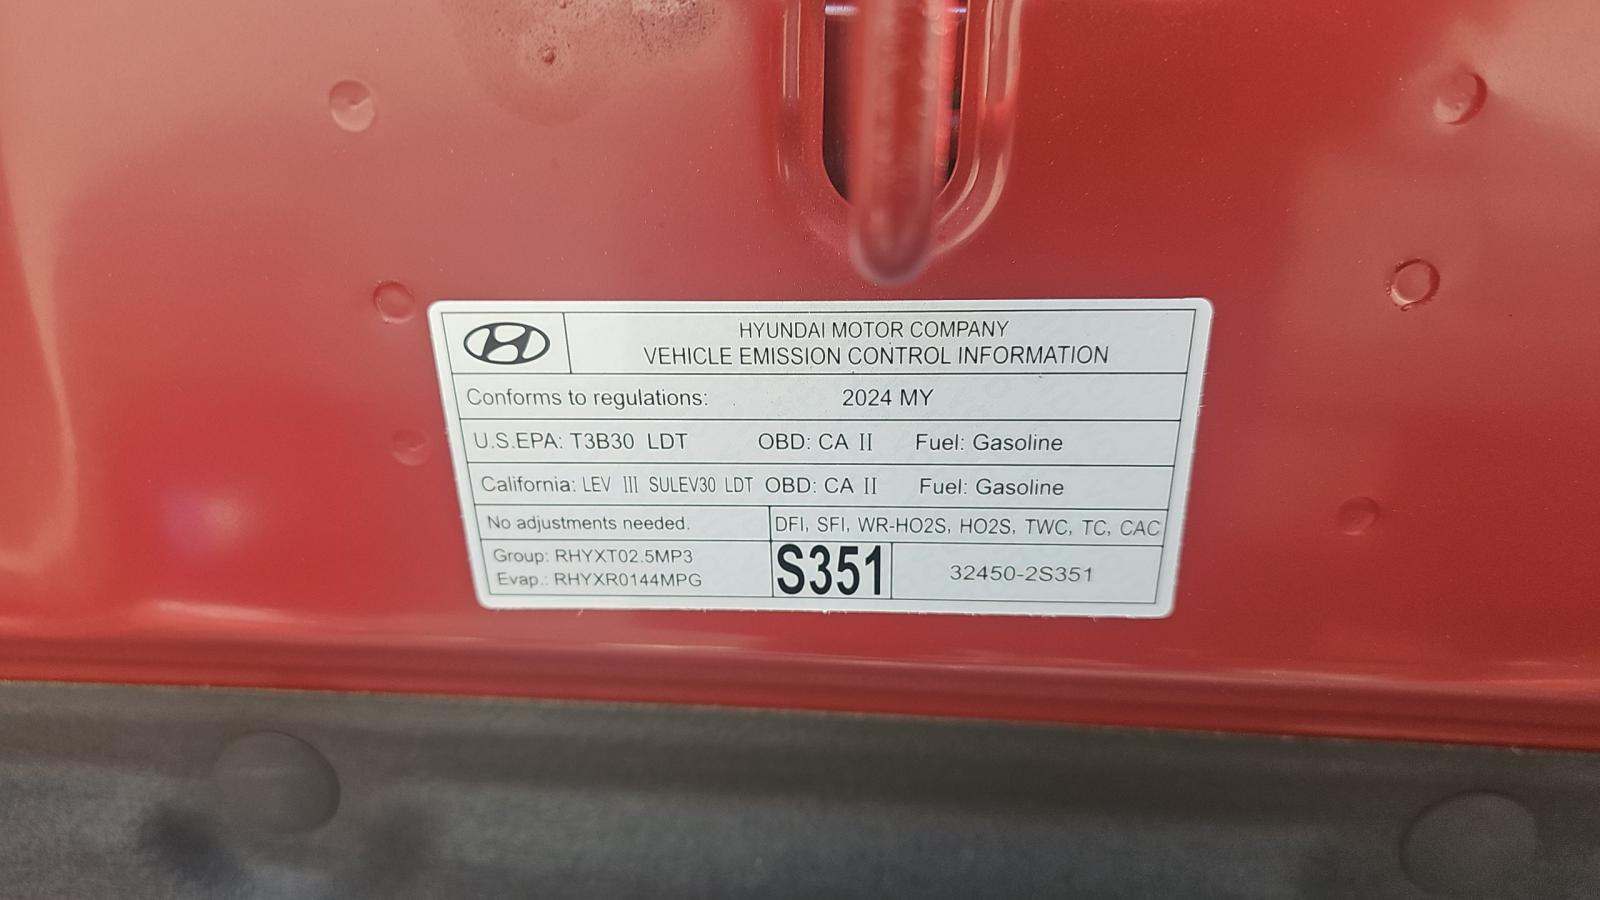 HYUNDAI MOTOR COMPANY
VEHICLE EMISSION CONTROL INFORMATION
Conforms to regulations: 2024 MY
U.S.EPA: T3B30 LDT OBD: CA II Fuel: Gasoline
California: LEV III SULEV30 LDT OBD: CA II Fuel: Gasoline
No adjustments needed. DFI, SFI, WR-HO2S, HO2S, TWC, TC, CAC
Group: RHYXT02.5MP3
Evap.: RHYXR0144MPG
S351
32450-2S351